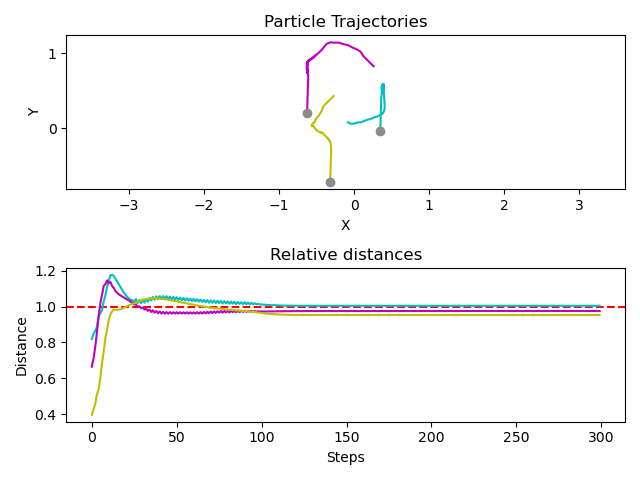 Particle Trajectories
1
0
Y
−3 −2 −1 0 1 2 3
X
Relative distances
1.2
1.0
0.8
0.6
0.4
Distance
0 50 100 150 200 250 300
Steps